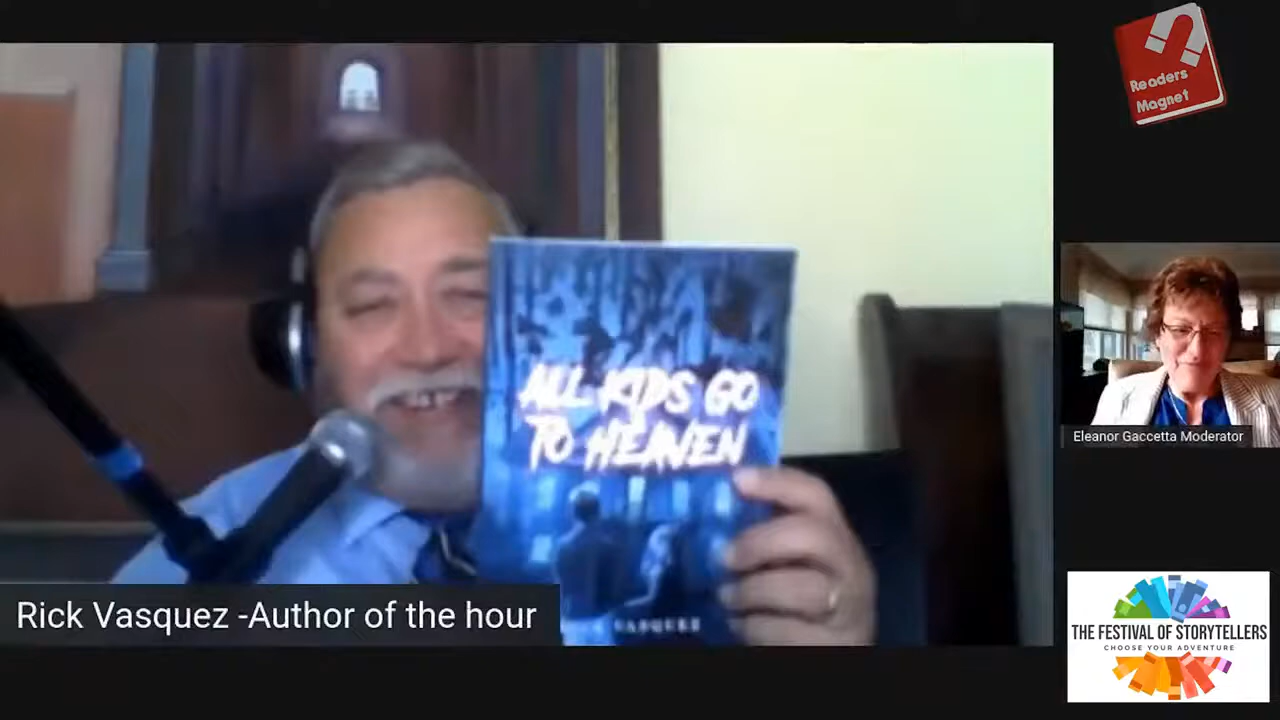 Readers
Magnet
ALL KIDS GO
TO HEAVEN
VASQUEZ
Rick Vasquez -Author of the hour
Eleanor Gaccetta Moderator
THE FESTIVAL OF STORYTELLERS
CHOOSE YOUR ADVENTURE